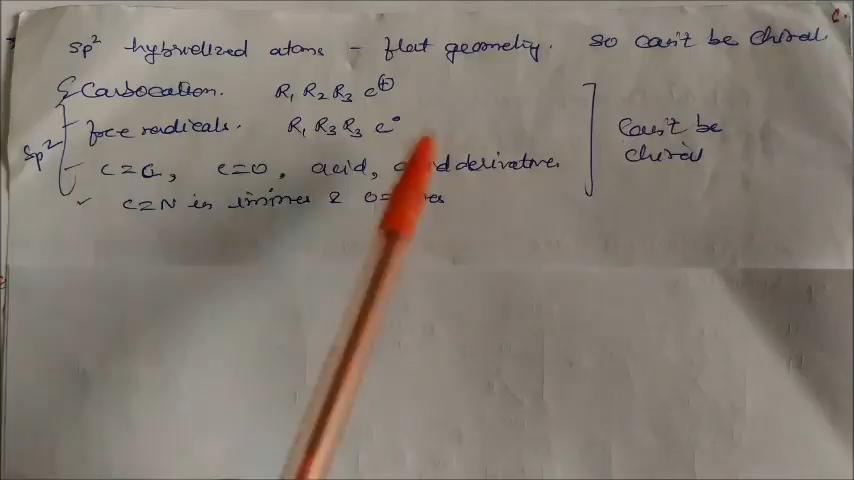 sp² hybridized atoms - flat geometry. so can't be chiral
Carbocation. R₁ R₂ R₃ C⊕
sp² free radicals. R₁ R₃ R₃ C° can't be chiral
C=C, C=O, acid, derivatives
✓ C=N in imines &